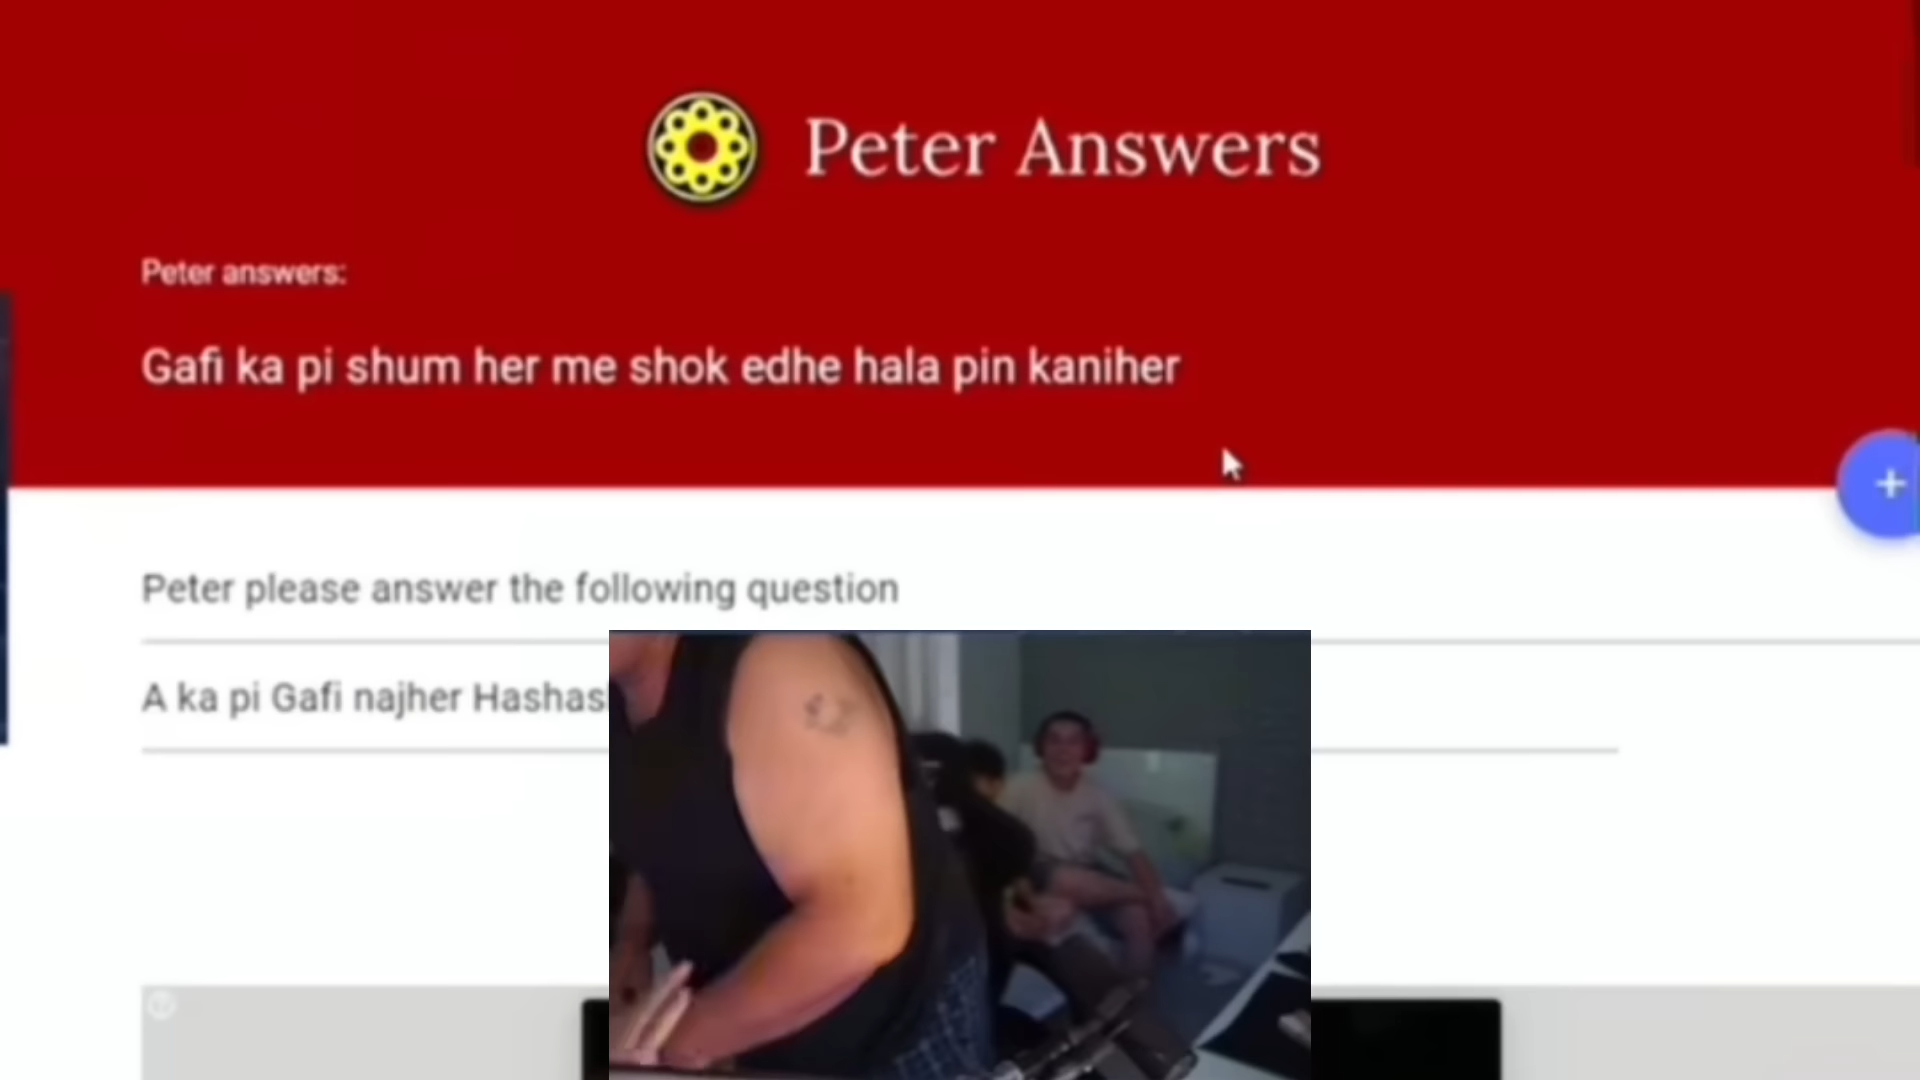 Peter Answers
Peter answers:
Gafi ka pi shum her me shok edhe hala pin kaniher
+
Peter please answer the following question
A ka pi Gafi najher